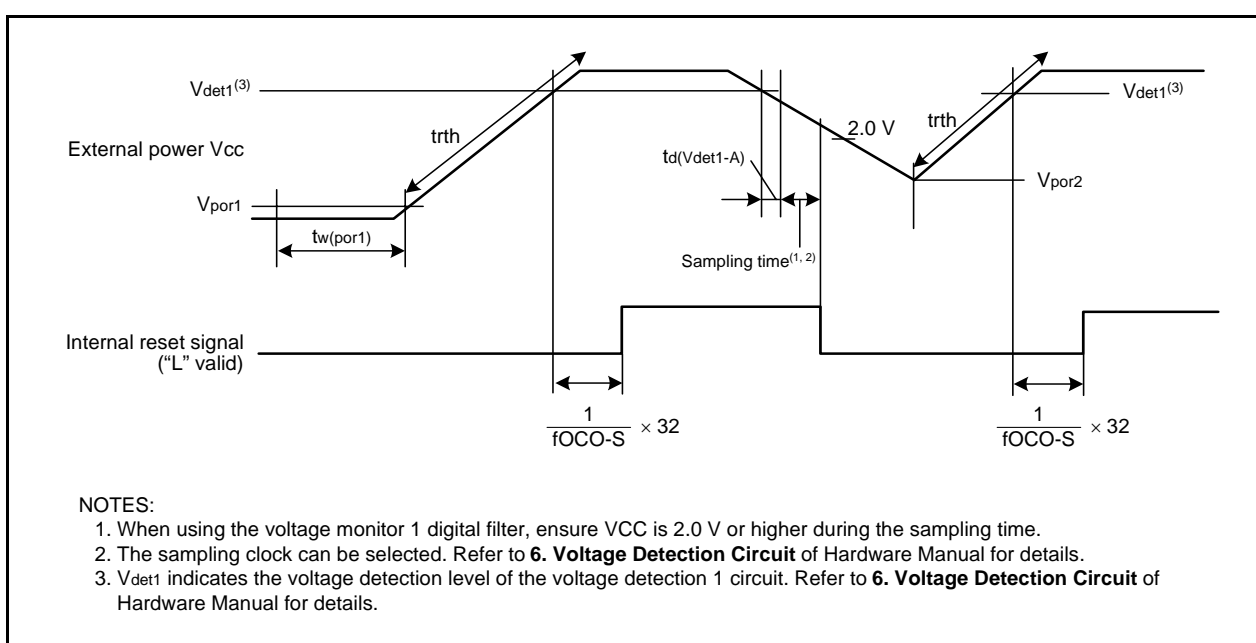 Vdet1(3)
Vdet1(3)
2.0 V
trth
trth
External power Vcc
td(Vdet1-A)
Vpor2
Vpor1
tw(por1)
Sampling time(1, 2)
Internal reset signal
(“L” valid)
1
fOCO-S
× 32
1
fOCO-S
× 32
NOTES:
1. When using the voltage monitor 1 digital filter, ensure VCC is 2.0 V or higher during the sampling time.
2. The sampling clock can be selected. Refer to 6. Voltage Detection Circuit of Hardware Manual for details.
3. Vdet1 indicates the voltage detection level of the voltage detection 1 circuit. Refer to 6. Voltage Detection Circuit of
Hardware Manual for details.